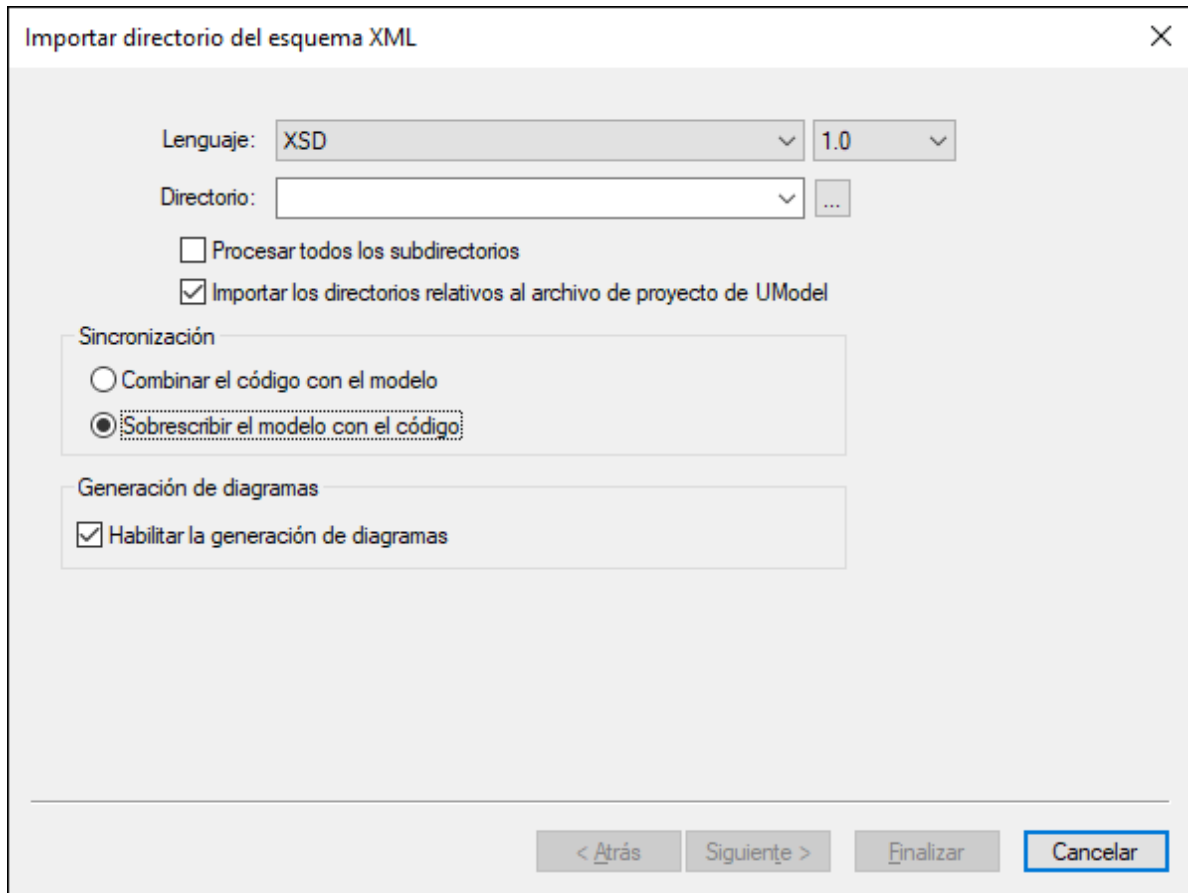 Importar directorio del esquema XML
Lenguaje: XSD 1.0
Directorio: ...
Procesar todos los subdirectorios
Importar los directorios relativos al archivo de proyecto de UModel
Sincronización
Combinar el código con el modelo
Sobrescribir el modelo con el código
Generación de diagramas
Habilitar la generación de diagramas
< Atrás Siguiente > Finalizar Cancelar